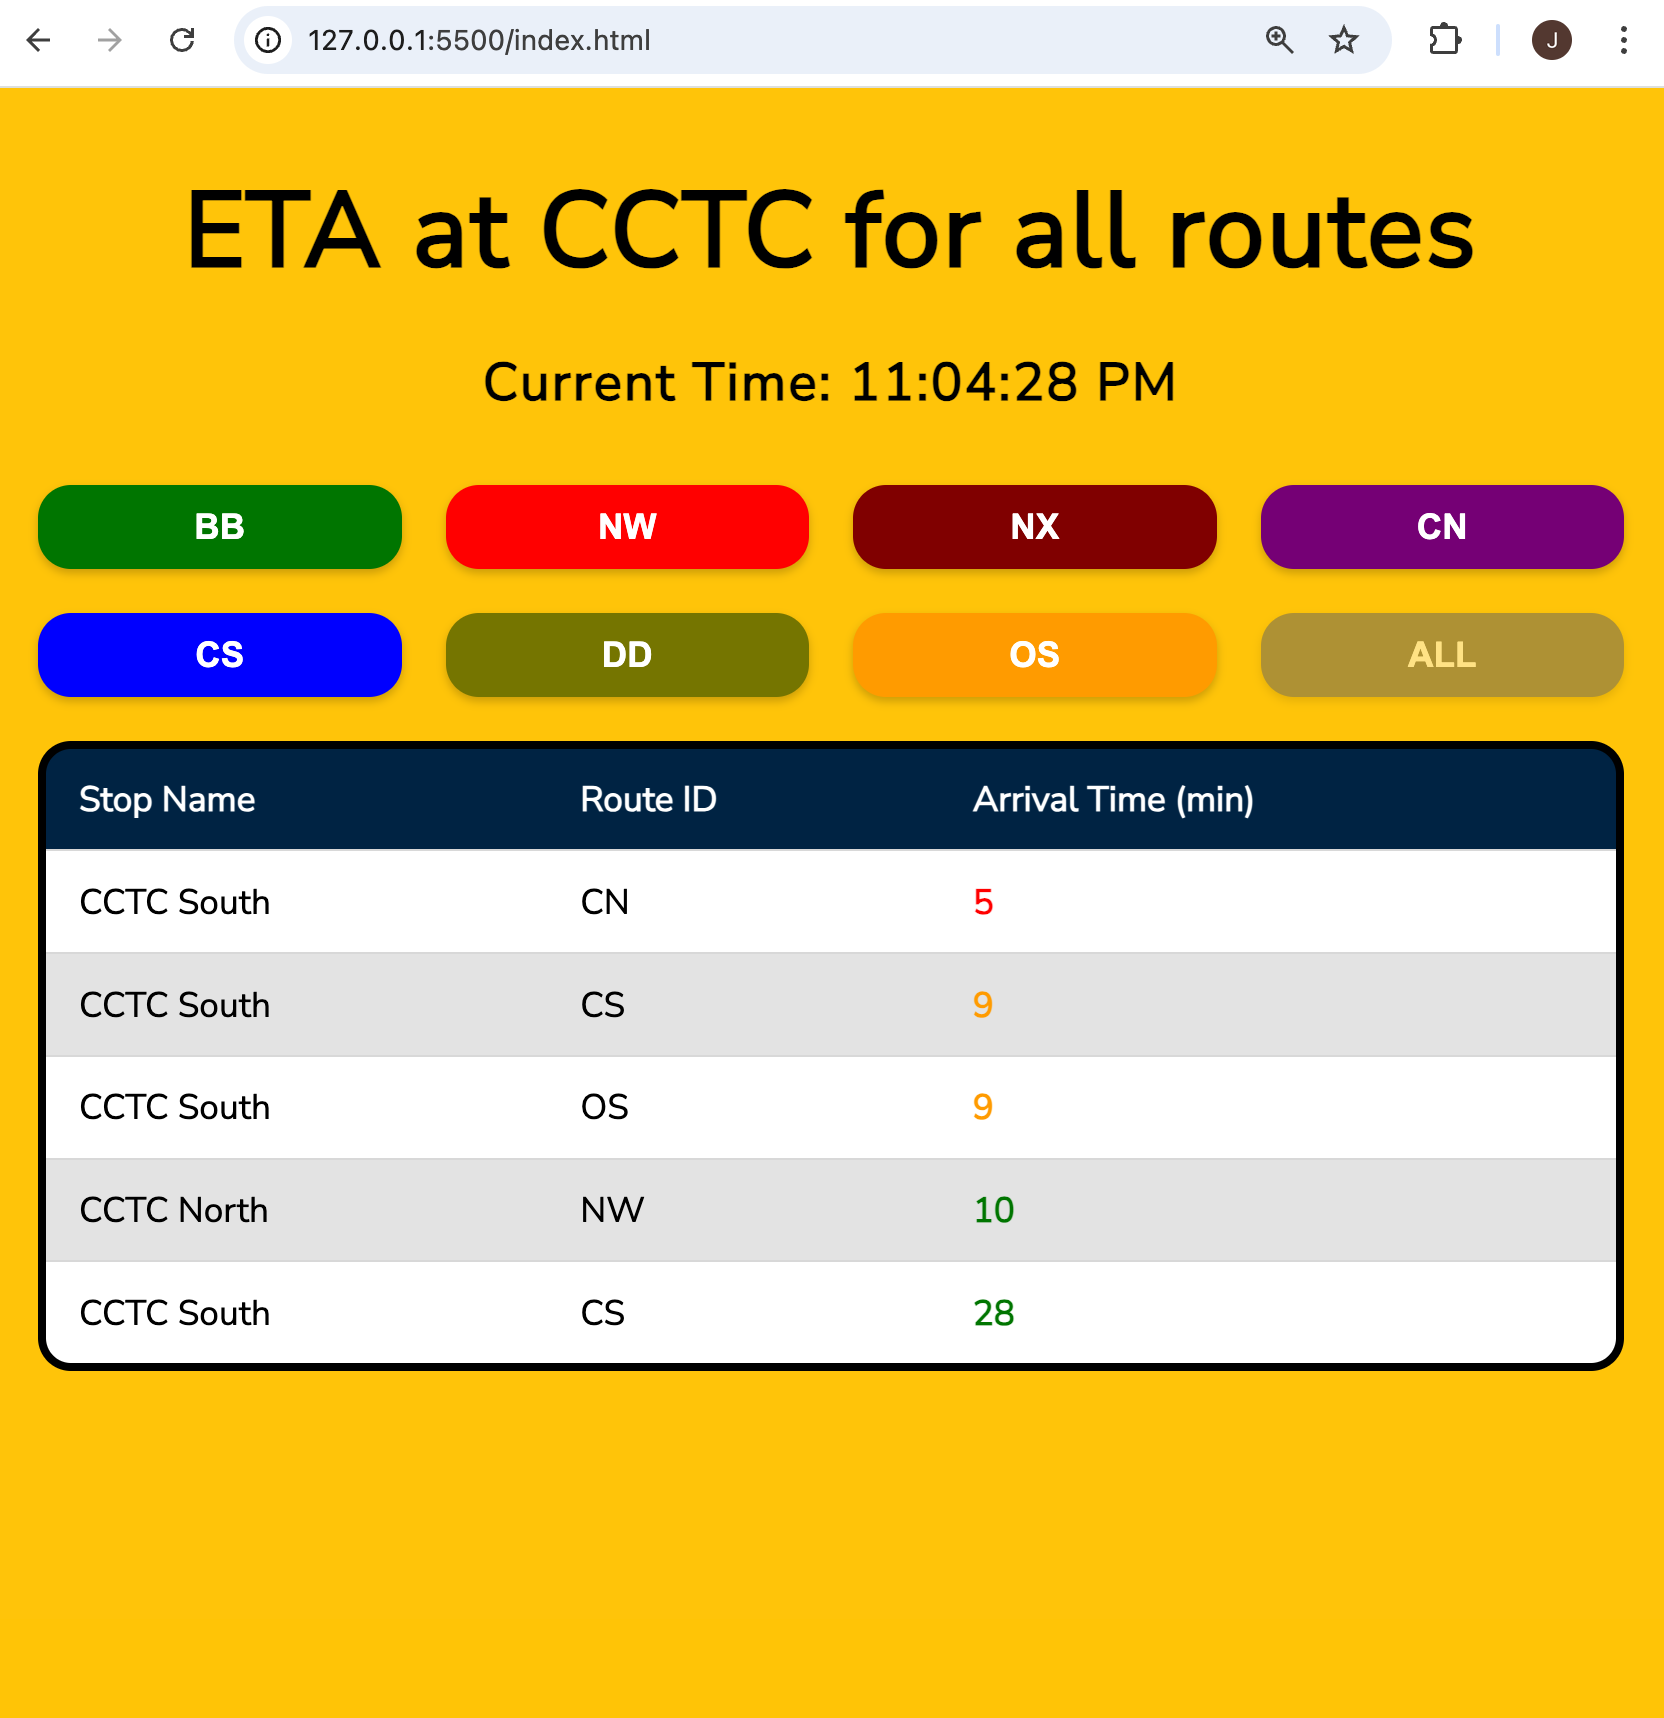 127.0.0.1:5500/index.html
J
ETA at CCTC for all routes
Current Time: 11:04:28 PM
BB NW NX CN
CS DD OS ALL
Stop Name Route ID Arrival Time (min)
CCTC South CN 5
CCTC South CS 9
CCTC South OS 9
CCTC North NW 10
CCTC South CS 28